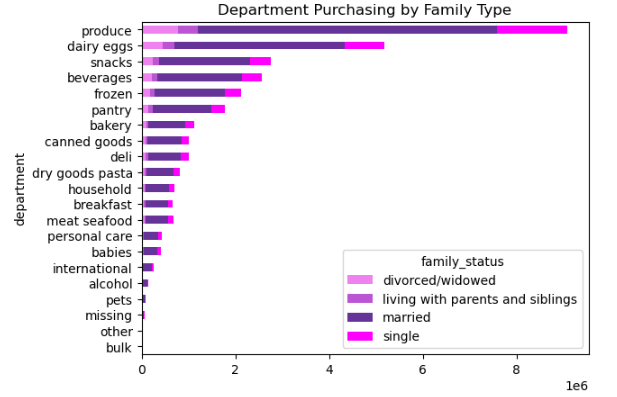 Department Purchasing by Family Type
produce
dairy eggs
snacks
beverages
frozen
pantry
bakery
canned goods
deli
dry goods pasta
household
breakfast
meat seafood
personal care
babies
international
alcohol
pets
missing
other
bulk
department
family_status
divorced/widowed
living with parents and siblings
married
single
0 2 4 6 8
1e6